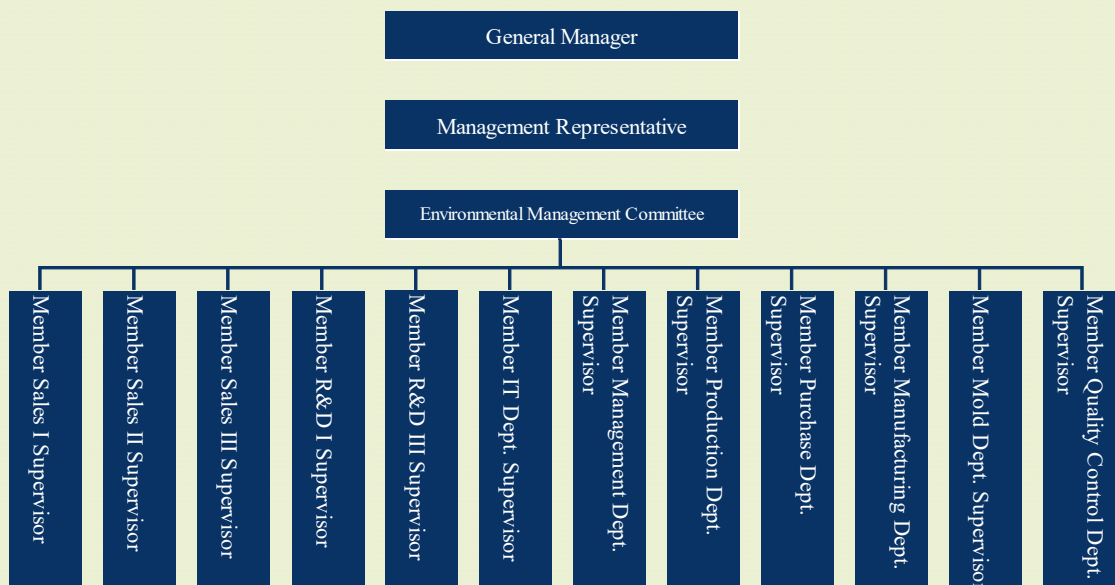 General Manager
Management Representative
Environmental Management Committee
Member Sales I Supervisor
Member Sales II Supervisor
Member Sales III Supervisor
Member R&D I Supervisor
Member R&D III Supervisor
Member IT Dept. Supervisor
Member Management Dept.
Supervisor
Member Production Dept.
Supervisor
Member Purchase Dept.
Supervisor
Member Manufacturing Dept.
Supervisor
Member Mold Dept. Supervisor
Member Quality Control Dept.
Supervisor